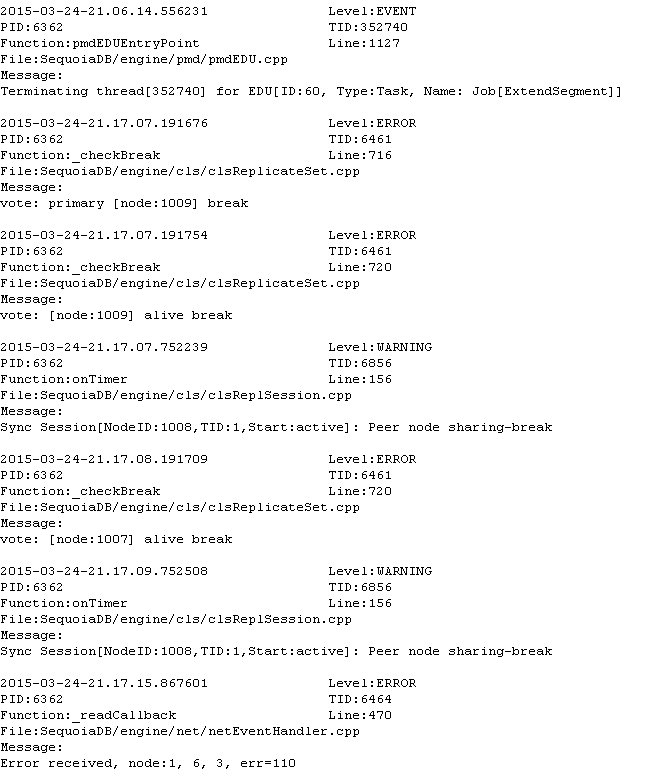 2015-03-24-21.06.14.556231 Level:EVENT
PID:6362 TID:352740
Function:pmdEDUEntryPoint Line:1127
File:SequoiaDB/engine/pmd/pmdEDU.cpp
Message:
Terminating thread[352740] for EDU[ID:60, Type:Task, Name: Job[ExtendSegment]]
2015-03-24-21.17.07.191676 Level:ERROR
PID:6362 TID:6461
Function:_checkBreak Line:716
File:SequoiaDB/engine/cls/clsReplicateSet.cpp
Message:
vote: primary [node:1009] break
2015-03-24-21.17.07.191754 Level:ERROR
PID:6362 TID:6461
Function:_checkBreak Line:720
File:SequoiaDB/engine/cls/clsReplicateSet.cpp
Message:
vote: [node:1009] alive break
2015-03-24-21.17.07.752239 Level:WARNING
PID:6362 TID:6856
Function:onTimer Line:156
File:SequoiaDB/engine/cls/clsReplSession.cpp
Message:
Sync Session[NodeID:1008,TID:1,Start:active]: Peer node sharing-break
2015-03-24-21.17.08.191709 Level:ERROR
PID:6362 TID:6461
Function:_checkBreak Line:720
File:SequoiaDB/engine/cls/clsReplicateSet.cpp
Message:
vote: [node:1007] alive break
2015-03-24-21.17.09.752508 Level:WARNING
PID:6362 TID:6856
Function:onTimer Line:156
File:SequoiaDB/engine/cls/clsReplSession.cpp
Message:
Sync Session[NodeID:1008,TID:1,Start:active]: Peer node sharing-break
2015-03-24-21.17.15.867601 Level:ERROR
PID:6362 TID:6464
Function:_readCallback Line:470
File:SequoiaDB/engine/net/netEventHandler.cpp
Message:
Error received, node:1, 6, 3, err=110